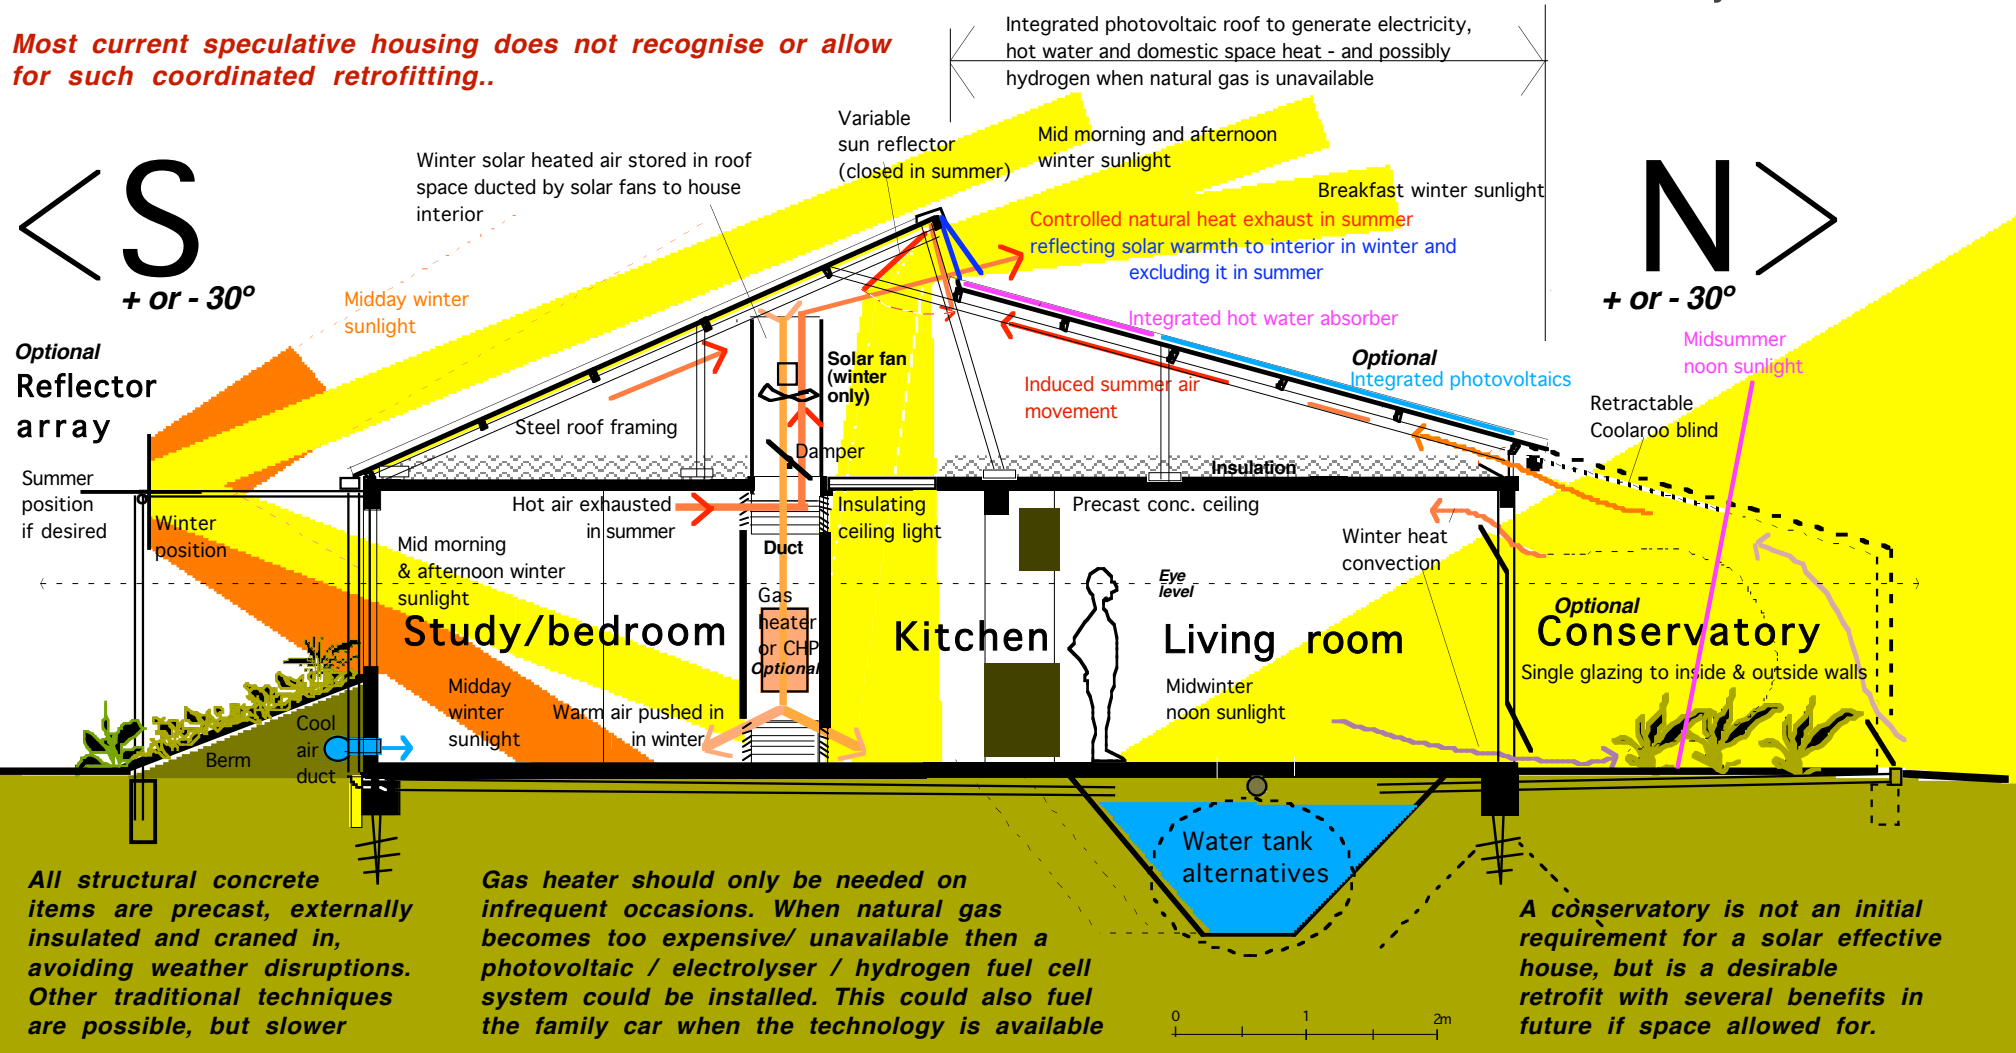 Most current speculative housing does not recognise or allow
for such coordinated retrofitting..
Integrated photovoltaic roof to generate electricity,
hot water and domestic space heat - and possibly
hydrogen when natural gas is unavailable
Variable
sun reflector
(closed in summer)
Mid morning and afternoon
winter sunlight
Winter solar heated air stored in roof
space ducted by solar fans to house
interior
Breakfast winter sunlight
S
+ or - 30º
N
+ or - 30º
Controlled natural heat exhaust in summer
reflecting solar warmth to interior in winter and
excluding it in summer
Midday winter
sunlight
Integrated hot water absorber
Midsummer
noon sunlight
Optional
Reflector
array
Solar fan
(winter
only)
Optional
Integrated photovoltaics
Induced summer air
movement
Retractable
Coolaroo blind
Steel roof framing
Damper
Insulation
Summer
position
if desired
Winter
position
Hot air exhausted
in summer
Insulating
ceiling light
Precast conc. ceiling
Duct
Winter heat
convection
Mid morning
& afternoon winter
sunlight
Eye
level
Gas
heater
or CHP
Optional
Study/bedroom
Kitchen
Living room
Optional
Conservatory
Single glazing to inside & outside walls
Midday
winter
sunlight
Warm air pushed in
in winter
Midwinter
noon sunlight
Cool
air
duct
Berm
Water tank
alternatives
All structural concrete
items are precast, externally
insulated and craned in,
avoiding weather disruptions.
Other traditional techniques
are possible, but slower
Gas heater should only be needed on
infrequent occasions. When natural gas
becomes too expensive/ unavailable then a
photovoltaic / electrolyser / hydrogen fuel cell
system could be installed. This could also fuel
the family car when the technology is available
0 1 2m
A conservatory is not an initial
requirement for a solar effective
house, but is a desirable
retrofit with several benefits in
future if space allowed for.